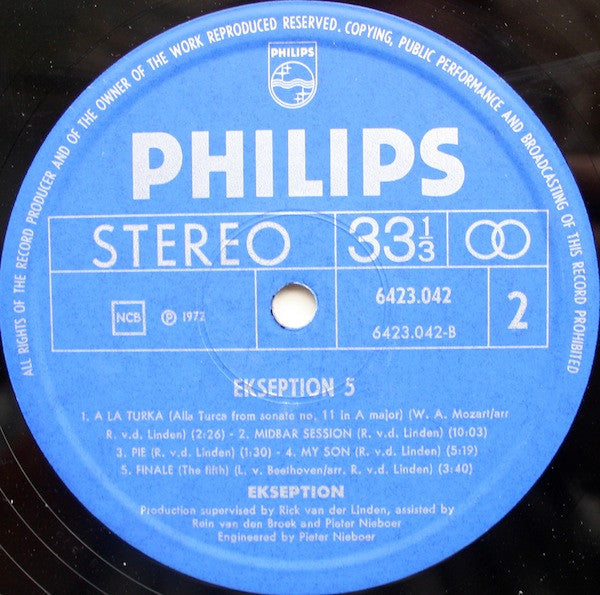 ALL RIGHTS OF THE RECORD PRODUCER AND OF THE OWNER OF THE WORK REPRODUCED RESERVED. COPYING, PUBLIC PERFORMANCE AND BROADCASTING OF THIS RECORD PROHIBITED
PHILIPS
PHILIPS
STEREO 33⅓
NCB ℗ 1972 6423.042 2
6423.042-B
EKSEPTION 5
1. A LA TURKA (Alla Turca from sonate no. 11 in A major) (W. A. Mozart/arr
R. v.d. Linden) (2:26) - 2. MIDBAR SESSION (R. v.d. Linden) (10:03)
3. PIE (R. v.d. Linden) (1:30) - 4. MY SON (R. v.d. Linden) (5:19)
5. FINALE (The fifth) (L. v. Beethoven/arr. R. v.d. Linden) (3:40)
EKSEPTION
Production supervised by Rick van der Linden, assisted by
Rein van den Broek and Pieter Nieboer
Engineered by Pieter Nieboer